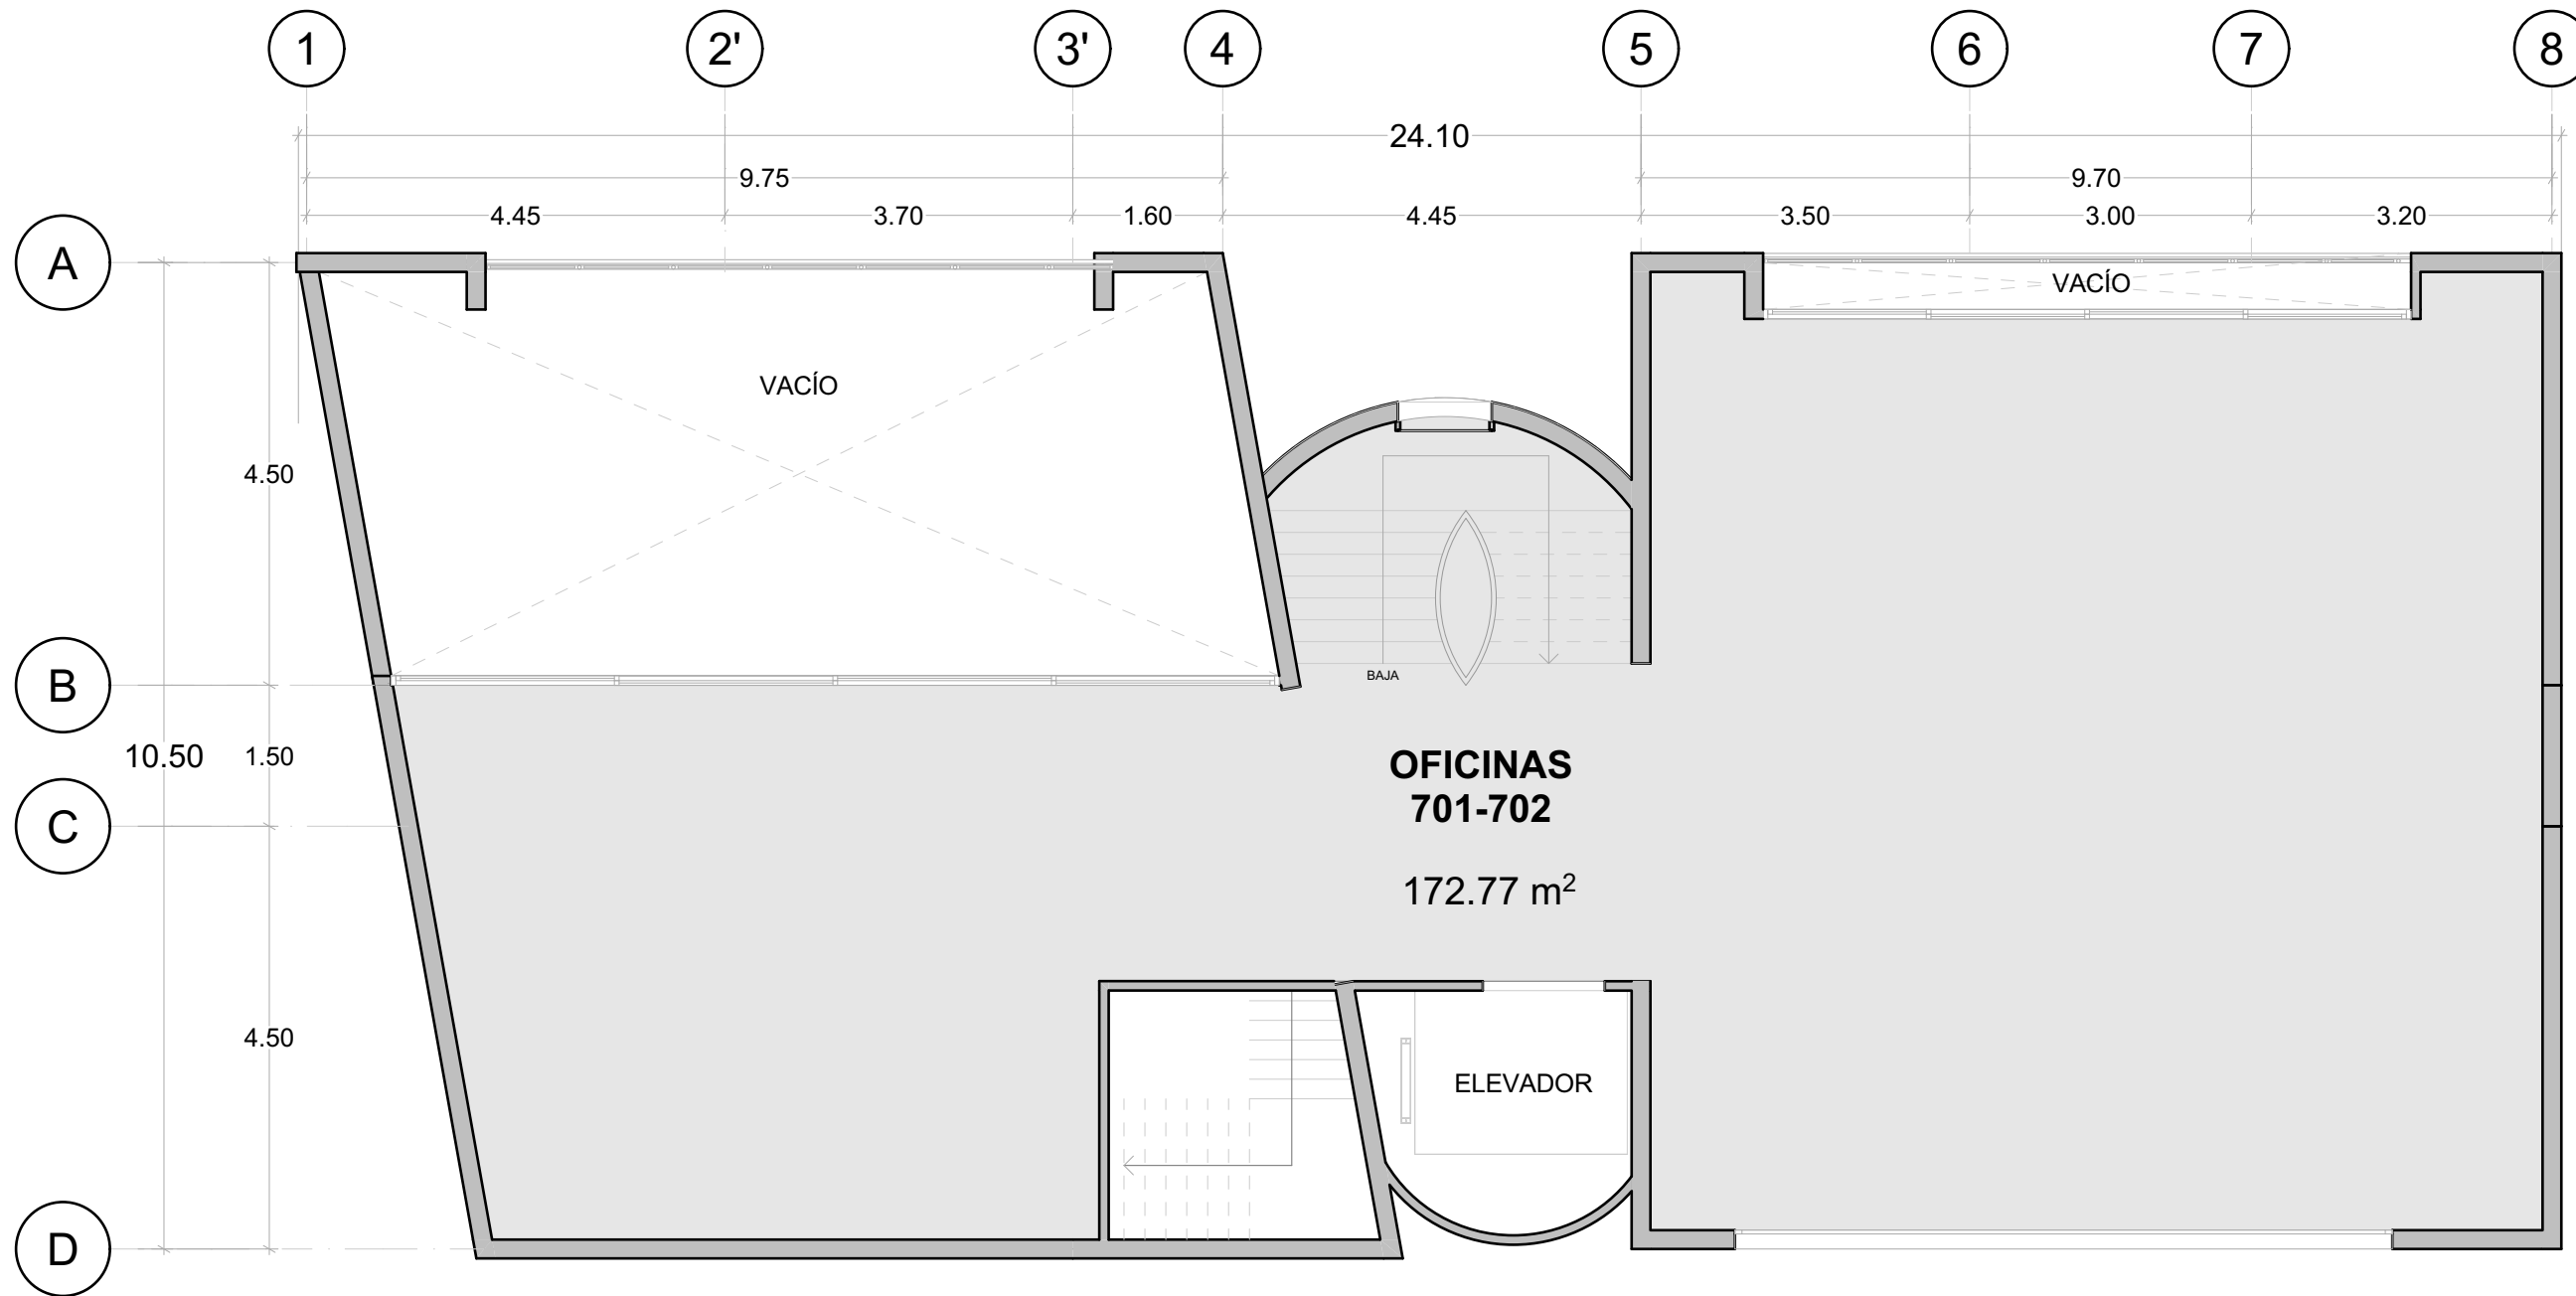 1 2' 3' 4 5 6 7 8
24.10
9.75 9.70
4.45 3.70 1.60 4.45 3.50 3.00 3.20
A
VACÍO
VACÍO
4.50
B
BAJA
10.50 1.50
OFICINAS
701-702
C
172.77 m²
4.50
ELEVADOR
D